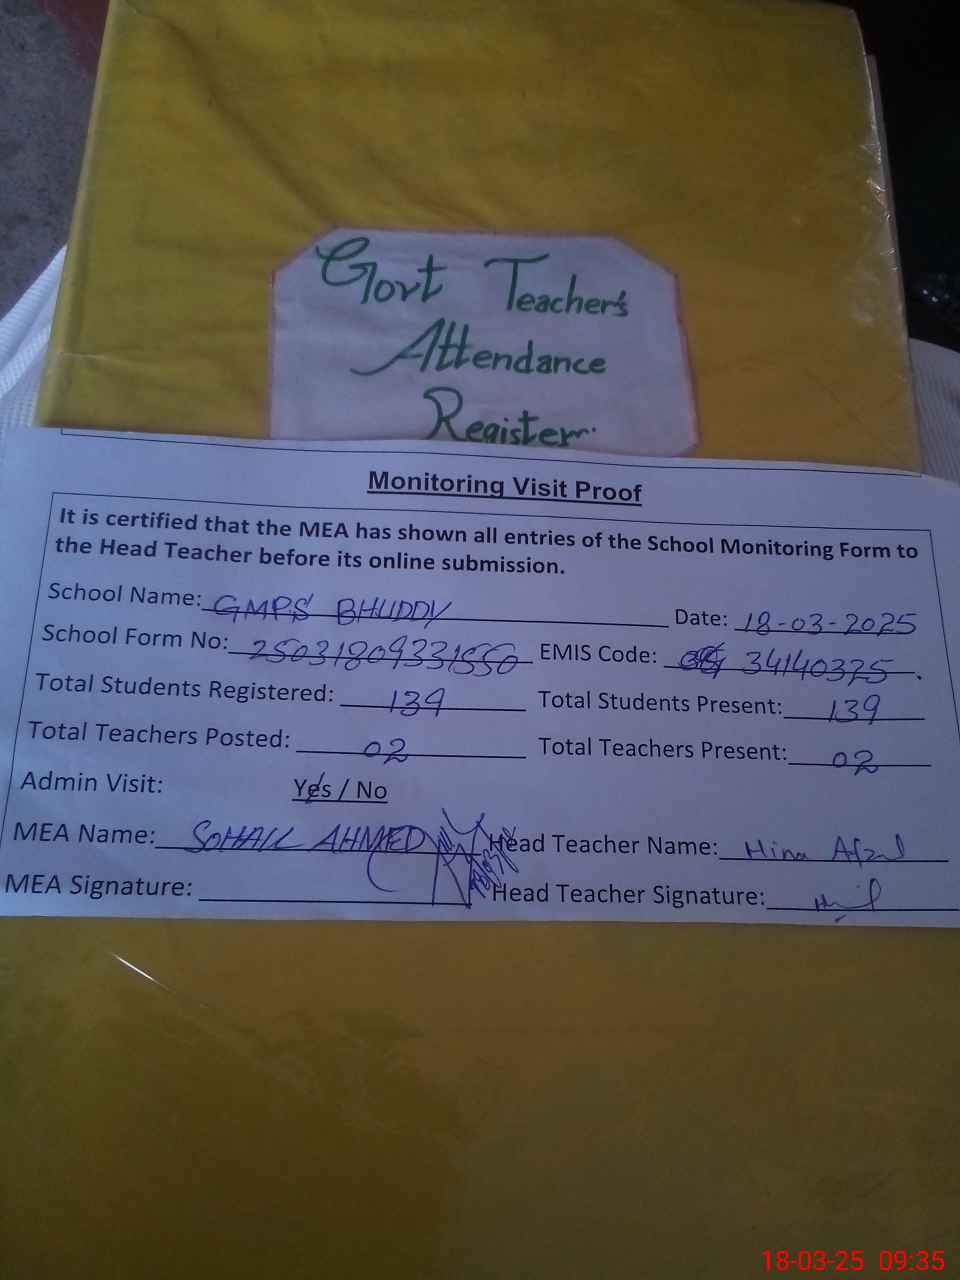 Govt Teacher's
Attendance
Register
Monitoring Visit Proof
It is certified that the MEA has shown all entries of the School Monitoring Form to
the Head Teacher before its online submission.
School Name: GMPS BHUDDY Date: 18-03-2025
School Form No: 25031809331550 EMIS Code: 34140325.
Total Students Registered: 139 Total Students Present: 139
Total Teachers Posted: 02 Total Teachers Present: 02
Admin Visit: Yes / No
MEA Name: SOHAIL AHMED Head Teacher Name: Hina Afzal
MEA Signature: Head Teacher Signature:
18-03-25 09:35